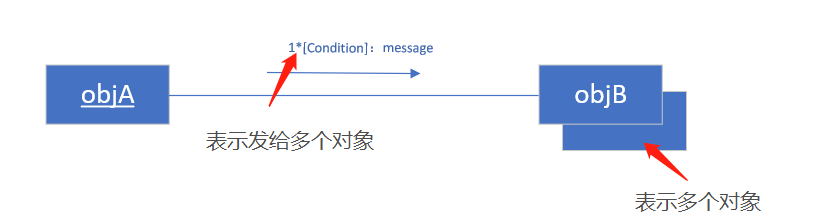 1*[Condition]：message
objA
objB
表示发给多个对象
表示多个对象